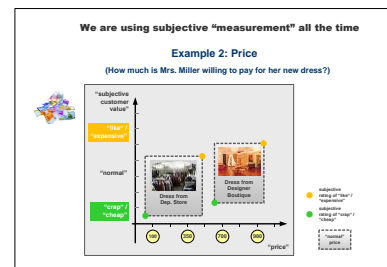 We are using subjective “measurement” all the time
Example 2: Price
(How much is Mrs. Miller willing to pay for her new dress?)
“subjective
customer
value”
“like” /
“expensive”
“normal”
“crap” /
“cheap”
Dress from
Dep. Store
Dress from
Designer
Boutique
100
350
700
900
“price”
subjective
rating of “like” /
“expensive”
subjective
rating of “crap” /
“cheap”
“normal”
price